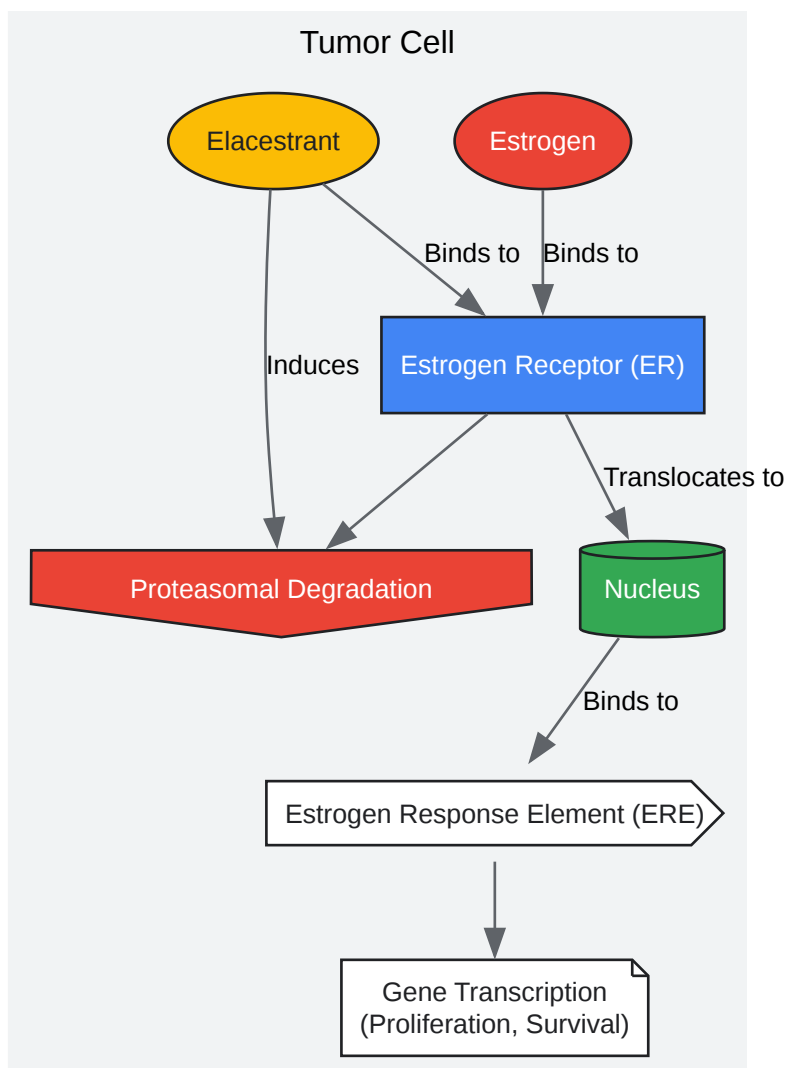 Tumor Cell
Elacestrant
Estrogen
Binds to
Binds to
Estrogen Receptor (ER)
Induces
Translocates to
Proteasomal Degradation
Nucleus
Binds to
Estrogen Response Element (ERE)
Gene Transcription
(Proliferation, Survival)